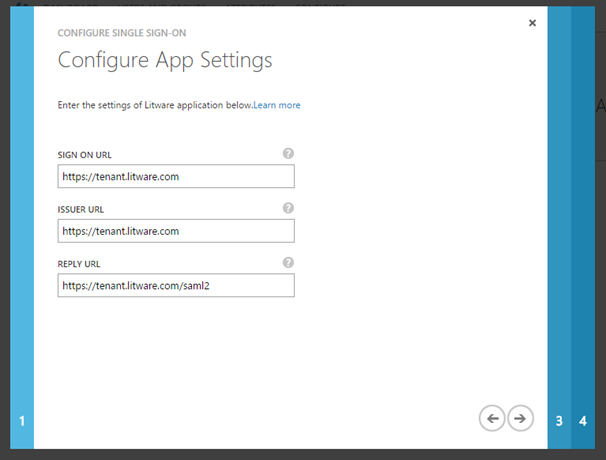 CONFIGURE SINGLE SIGN-ON
Configure App Settings
Enter the settings of Litware application below.Learn more
SIGN ON URL
?
https://tenant.litware.com
ISSUER URL
?
https://tenant.litware.com
REPLY URL
?
https://tenant.litware.com/saml2
1
3
4